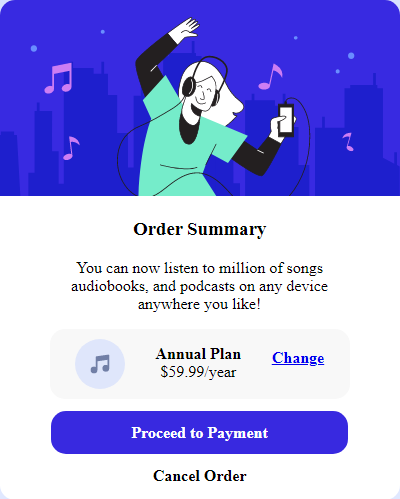 Order Summary
You can now listen to million of songs
audiobooks, and podcasts on any device
anywhere you like!
Annual Plan
$59.99/year
Change
Proceed to Payment
Cancel Order